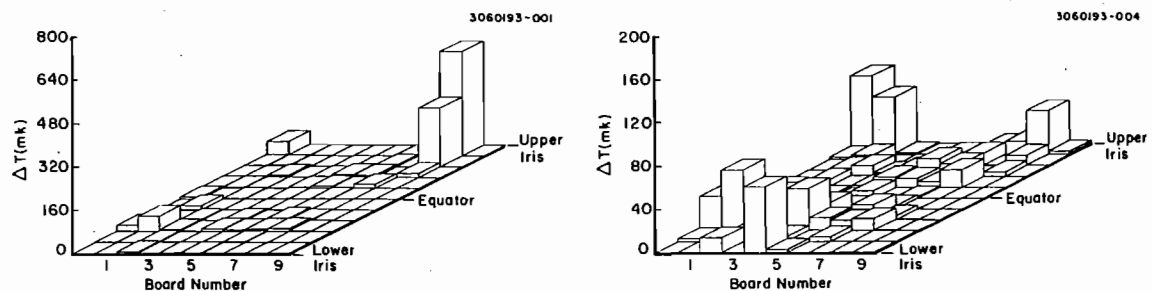 3060193-001
800
640
480
320
160
0
ΔT(mk)
1 3 5 7 9
Board Number
Upper
Iris
Equator
Lower
Iris
3060193-004
200
160
120
80
40
0
ΔT(mk)
1 3 5 7 9
Board Number
Upper
Iris
Equator
Lower
Iris